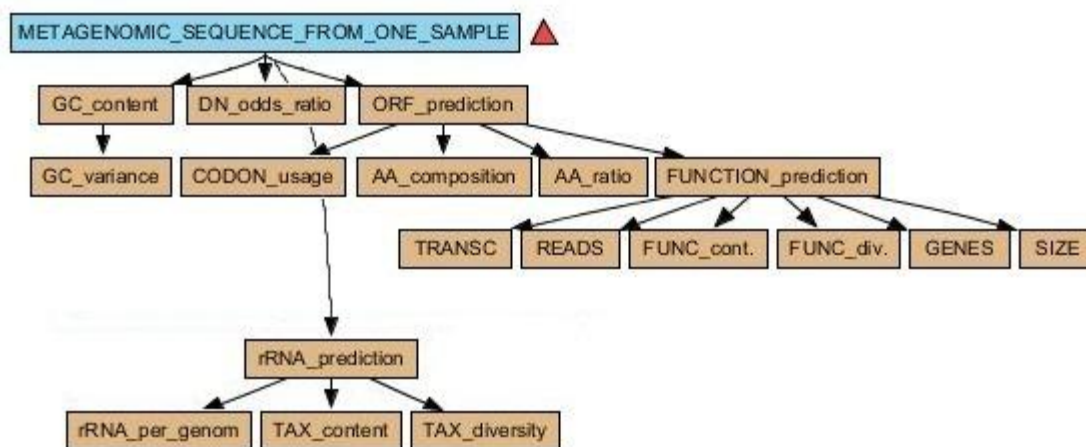 METAGENOMIC_SEQUENCE_FROM_ONE_SAMPLE
GC_content DN_odds_ratio ORF_prediction
GC_variance CODON_usage AA_composition AA_ratio FUNCTION_prediction
TRANSC READS FUNC_cont. FUNC_div. GENES SIZE
rRNA_prediction
rRNA_per_genom TAX_content TAX_diversity